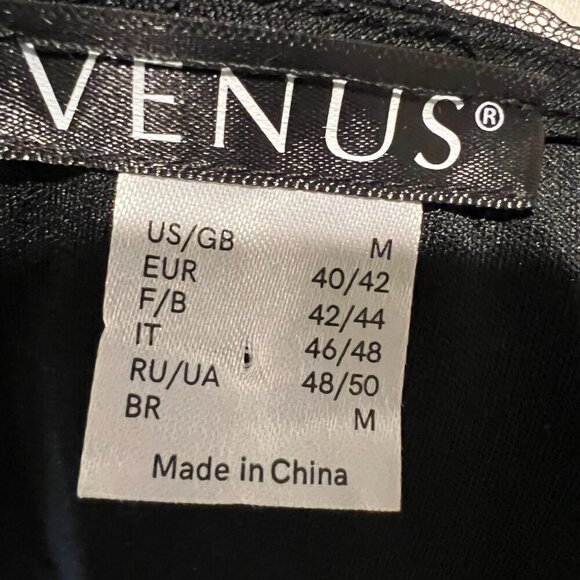 VENUS®
US/GB M
EUR 40/42
F/B 42/44
IT 46/48
RU/UA 48/50
BR M
Made in China